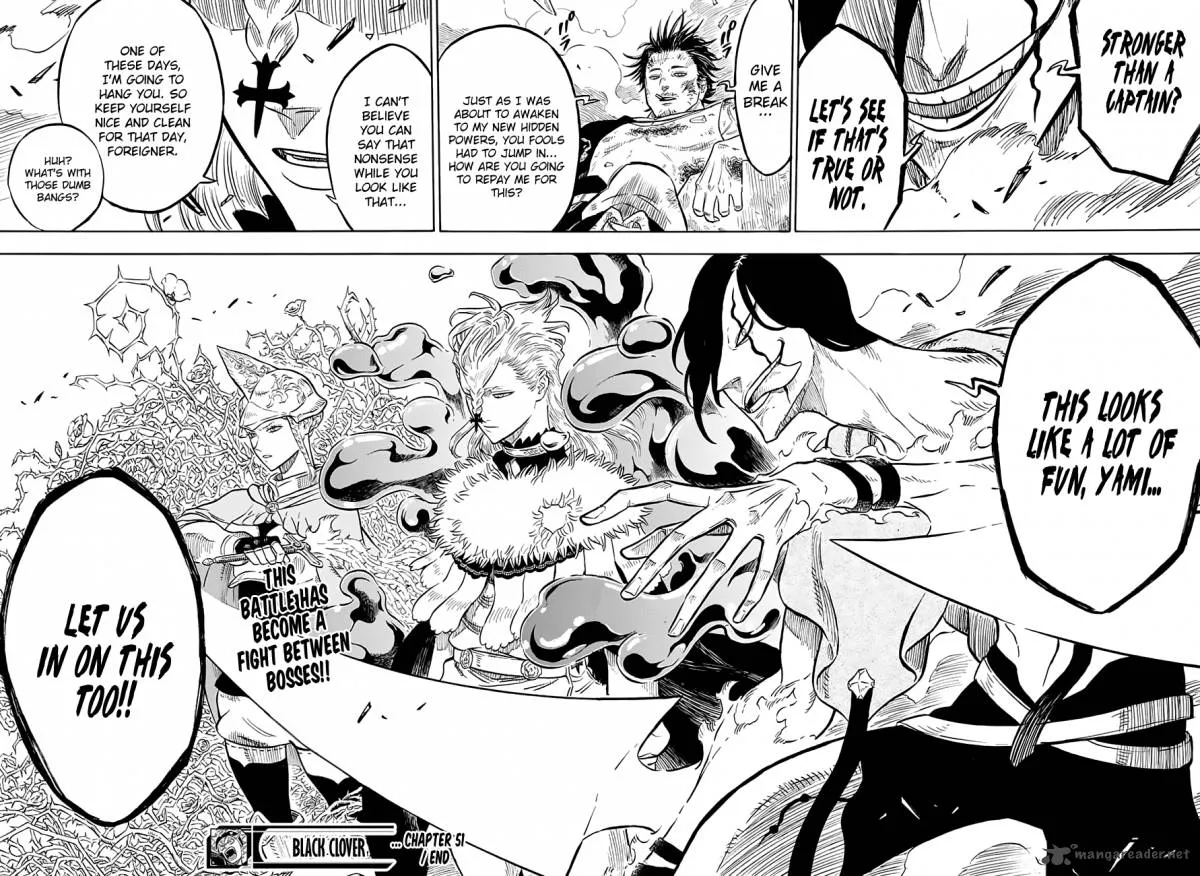 STRONGER
THAN A
CAPTAIN?
LET'S SEE
IF THAT'S
TRUE OR
NOT.
GIVE
ME A
BREAK
...
JUST AS I WAS
ABOUT TO AWAKEN
TO MY NEW HIDDEN
POWERS, YOU FOOLS
HAD TO JUMP IN...
HOW ARE YOU GOING
TO REPAY ME FOR
THIS?
I CAN'T
BELIEVE
YOU CAN
SAY THAT
NONSENSE
WHILE YOU
LOOK LIKE
THAT...
ONE OF
THESE DAYS,
I'M GOING TO
HANG YOU. SO
KEEP YOURSELF
NICE AND CLEAN
FOR THAT DAY,
FOREIGNER.
HUH?
WHAT'S WITH
THOSE DUMB
BANGS?
THIS LOOKS
LIKE A LOT OF
FUN, YAMI...
LET US
IN ON THIS
TOO!!
THIS
BATTLE HAS
BECOME A
FIGHT BETWEEN
BOSSES!!
BLACK CLOVER
... CHAPTER 51
/ END
mangareader.net